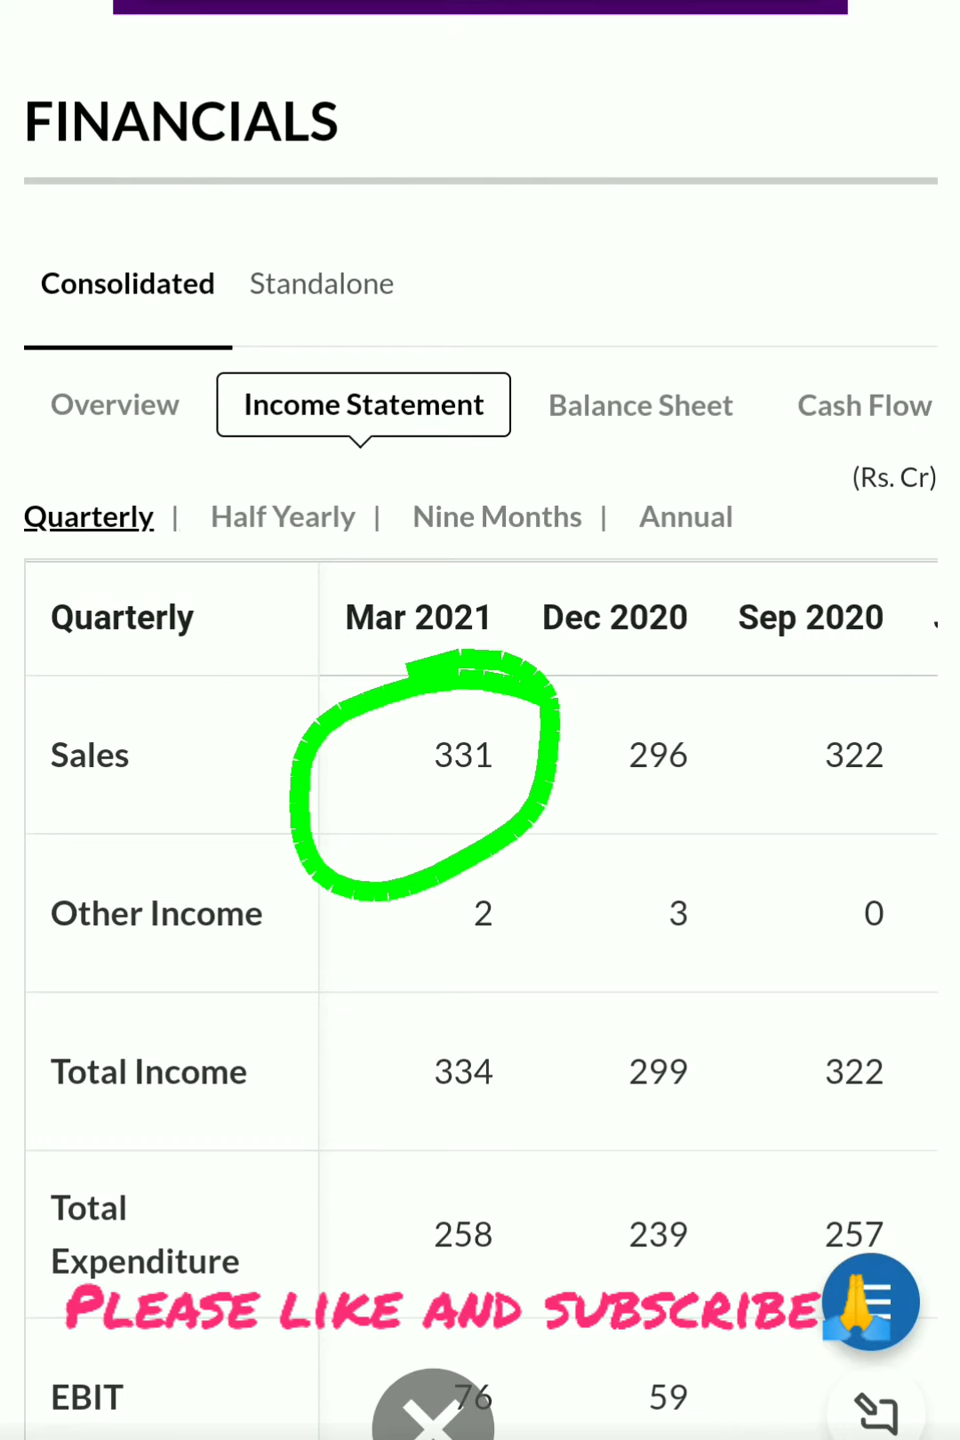 FINANCIALS
Consolidated Standalone
Overview Income Statement Balance Sheet Cash Flow
(Rs. Cr)
Quarterly | Half Yearly | Nine Months | Annual
Quarterly Mar 2021 Dec 2020 Sep 2020
Sales 331 296 322
Other Income 2 3 0
Total Income 334 299 322
Total
Expenditure 258 239 257
PLEASE LIKE AND SUBSCRIBE🙏
EBIT 76 59